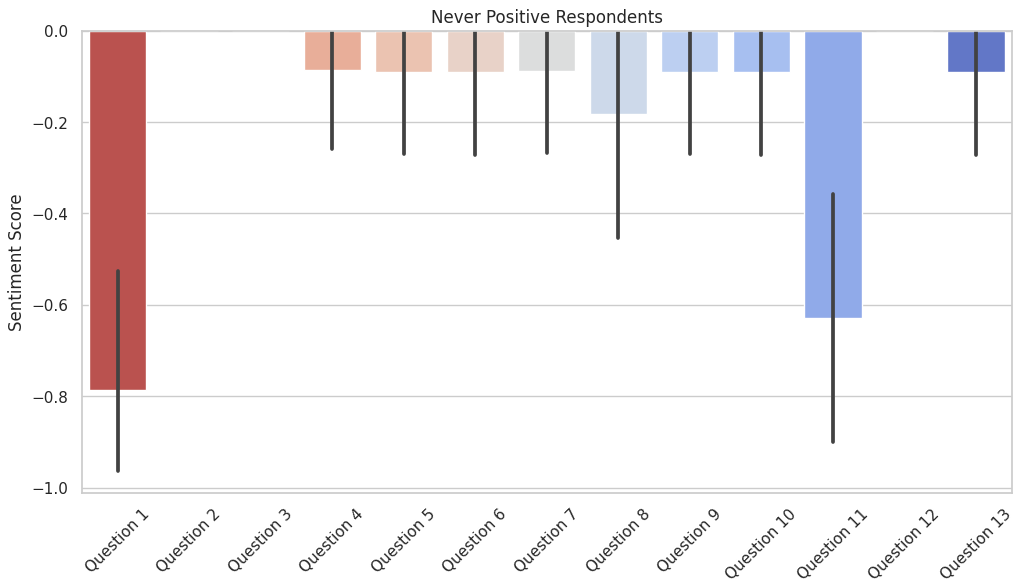 Never Positive Respondents
Sentiment Score
0.0
−0.2
−0.4
−0.6
−0.8
−1.0
Question 1
Question 2
Question 3
Question 4
Question 5
Question 6
Question 7
Question 8
Question 9
Question 10
Question 11
Question 12
Question 13